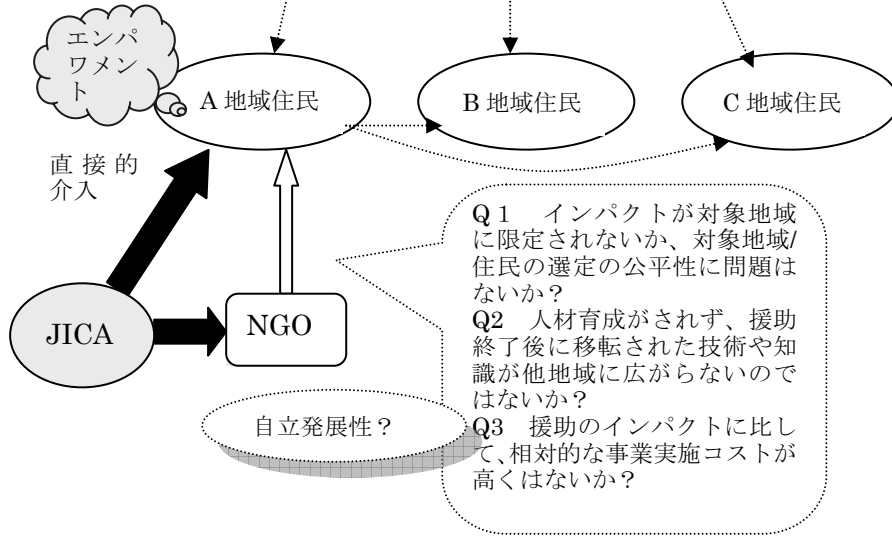 エンパ
ワメン
ト
A 地域住民
B 地域住民
C 地域住民
直 接 的
介入
JICA
NGO
自立発展性？
Q 1　インパクトが対象地域
に限定されないか、対象地域/
住民の選定の公平性に問題は
ないか？
Q2　人材育成がされず、援助
終了後に移転された技術や知
識が他地域に広がらないので
はないか？
Q3　援助のインパクトに比し
て、相対的な事業実施コストが
高くはないか？